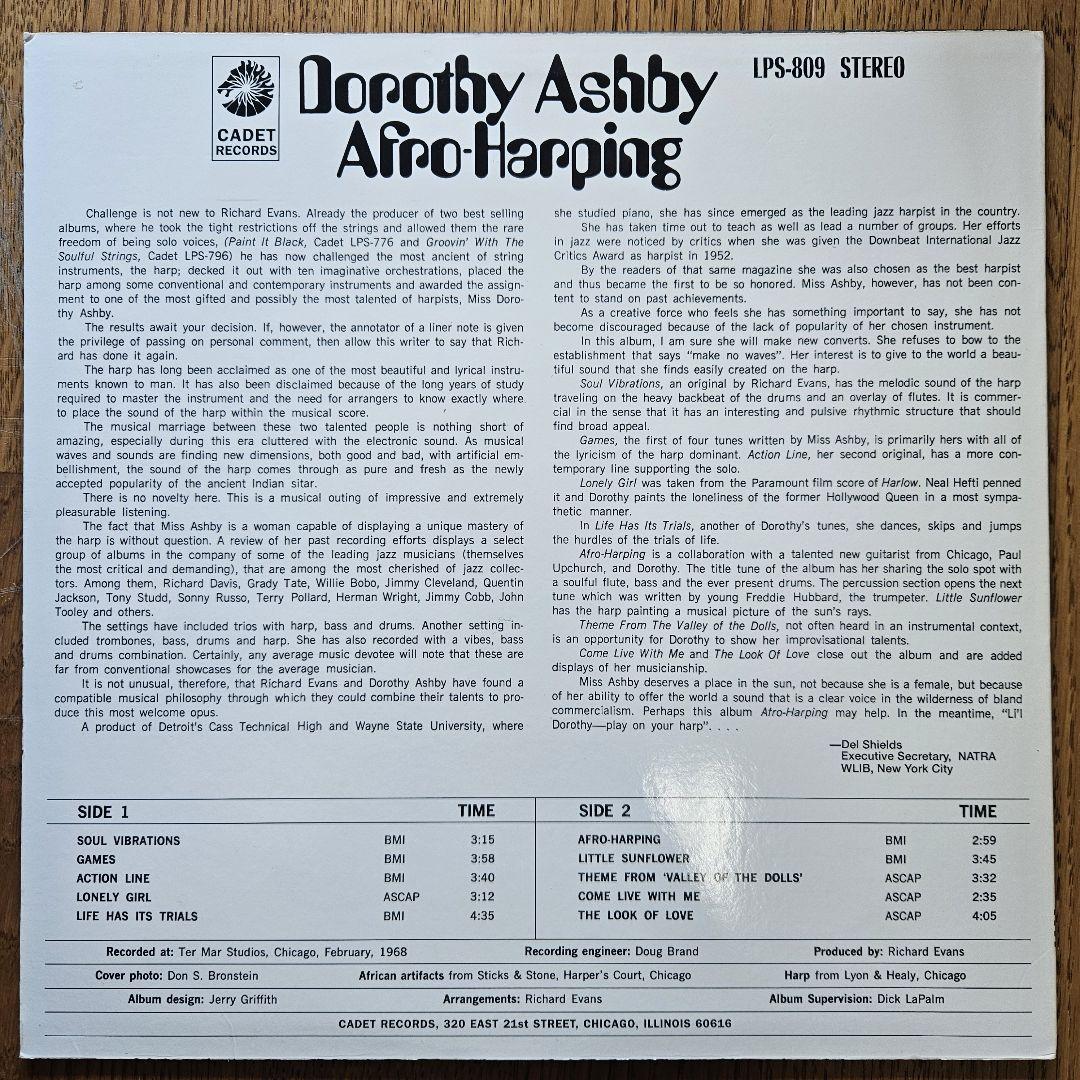 CADET
RECORDS
Dorothy Ashby
Afro-Harping
LPS-809 STEREO
Challenge is not new to Richard Evans. Already the producer of two best selling
albums, where he took the tight restrictions off the strings and allowed them the rare
freedom of being solo voices, (Paint It Black, Cadet LPS-776 and Groovin' With The
Soulful Strings, Cadet LPS-796) he has now challenged the most ancient of string
instruments, the harp; decked it out with ten imaginative orchestrations, placed the
harp among some conventional and contemporary instruments and awarded the assign-
ment to one of the most gifted and possibly the most talented of harpists, Miss Doro-
thy Ashby.
The results await your decision. If, however, the annotator of a liner note is given
the privilege of passing on personal comment, then allow this writer to say that Rich-
ard has done it again.
The harp has long been acclaimed as one of the most beautiful and lyrical instru-
ments known to man. It has also been disclaimed because of the long years of study
required to master the instrument and the need for arrangers to know exactly where
to place the sound of the harp within the musical score.
The musical marriage between these two talented people is nothing short of
amazing, especially during this era cluttered with the electronic sound. As musical
waves and sounds are finding new dimensions, both good and bad, with artificial em-
bellishment, the sound of the harp comes through as pure and fresh as the newly
accepted popularity of the ancient Indian sitar.
There is no novelty here. This is a musical outing of impressive and extremely
pleasurable listening.
The fact that Miss Ashby is a woman capable of displaying a unique mastery of
the harp is without question. A review of her past recording efforts displays a select
group of albums in the company of some of the leading jazz musicians (themselves
the most critical and demanding), that are among the most cherished of jazz collec-
tors. Among them, Richard Davis, Grady Tate, Willie Bobo, Jimmy Cleveland, Quentin
Jackson, Tony Studd, Sonny Russo, Terry Pollard, Herman Wright, Jimmy Cobb, John
Tooley and others.
The settings have included trios with harp, bass and drums. Another setting in-
cluded trombones, bass, drums and harp. She has also recorded with a vibes, bass
and drums combination. Certainly, any average music devotee will note that these are
far from conventional showcases for the average musician.
It is not unusual, therefore, that Richard Evans and Dorothy Ashby have found a
compatible musical philosophy through which they could combine their talents to pro-
duce this most welcome opus.
A product of Detroit's Cass Technical High and Wayne State University, where
she studied piano, she has since emerged as the leading jazz harpist in the country.
She has taken time out to teach as well as lead a number of groups. Her efforts
in jazz were noticed by critics when she was given the Downbeat International Jazz
Critics Award as harpist in 1952.
By the readers of that same magazine she was also chosen as the best harpist
and thus became the first to be so honored. Miss Ashby, however, has not been con-
tent to stand on past achievements.
As a creative force who feels she has something important to say, she has not
become discouraged because of the lack of popularity of her chosen instrument.
In this album, I am sure she will make new converts. She refuses to bow to the
establishment that says "make no waves". Her interest is to give to the world a beau-
tiful sound that she finds easily created on the harp.
Soul Vibrations, an original by Richard Evans, has the melodic sound of the harp
traveling on the heavy backbeat of the drums and an overlay of flutes. It is commer-
cial in the sense that it has an interesting and pulsive rhythmic structure that should
find broad appeal.
Games, the first of four tunes written by Miss Ashby, is primarily hers with all of
the lyricism of the harp dominant. Action Line, her second original, has a more con-
temporary line supporting the solo.
Lonely Girl was taken from the Paramount film score of Harlow. Neal Hefti penned
it and Dorothy paints the loneliness of the former Hollywood Queen in a most sympa-
thetic manner.
In Life Has Its Trials, another of Dorothy's tunes, she dances, skips and jumps
the hurdles of the trials of life.
Afro-Harping is a collaboration with a talented new guitarist from Chicago, Paul
Upchurch, and Dorothy. The title tune of the album has her sharing the solo spot with
a soulful flute, bass and the ever present drums. The percussion section opens the next
tune which was written by young Freddie Hubbard, the trumpeter. Little Sunflower
has the harp painting a musical picture of the sun's rays.
Theme From The Valley of the Dolls, not often heard in an instrumental context,
is an opportunity for Dorothy to show her improvisational talents.
Come Live With Me and The Look Of Love close out the album and are added
displays of her musicianship.
Miss Ashby deserves a place in the sun, not because she is a female, but because
of her ability to offer the world a sound that is a clear voice in the wilderness of bland
commercialism. Perhaps this album Afro-Harping may help. In the meantime, "Li'l
Dorothy—play on your harp". . . .
—Del Shields
Executive Secretary, NATRA
WLIB, New York City
SIDE 1 TIME
SOUL VIBRATIONS BMI 3:15
GAMES BMI 3:58
ACTION LINE BMI 3:40
LONELY GIRL ASCAP 3:12
LIFE HAS ITS TRIALS BMI 4:35
SIDE 2 TIME
AFRO-HARPING BMI 2:59
LITTLE SUNFLOWER BMI 3:45
THEME FROM 'VALLEY OF THE DOLLS' ASCAP 3:32
COME LIVE WITH ME ASCAP 2:35
THE LOOK OF LOVE ASCAP 4:05
Recorded at: Ter Mar Studios, Chicago, February, 1968 Recording engineer: Doug Brand Produced by: Richard Evans
Cover photo: Don S. Bronstein African artifacts from Sticks & Stone, Harper's Court, Chicago Harp from Lyon & Healy, Chicago
Album design: Jerry Griffith Arrangements: Richard Evans Album Supervision: Dick LaPalm
CADET RECORDS, 320 EAST 21st STREET, CHICAGO, ILLINOIS 60616